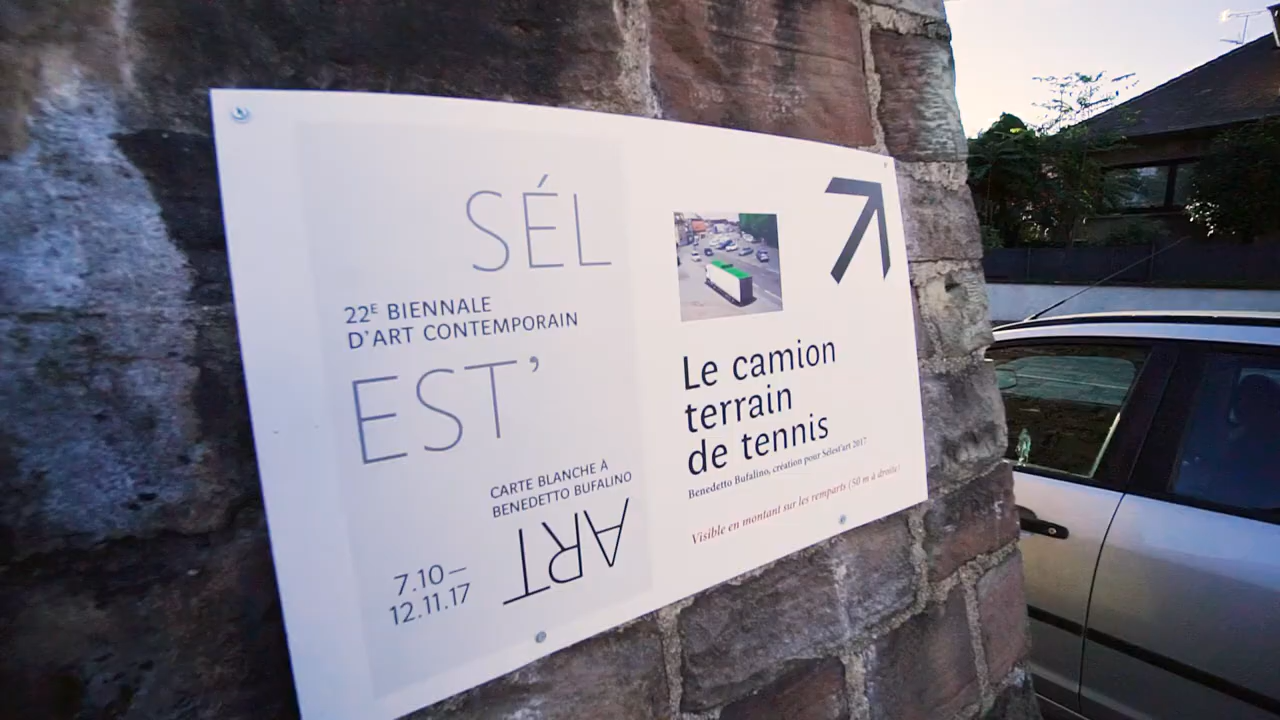 SÉL
22E BIENNALE
D'ART CONTEMPORAIN
EST'
CARTE BLANCHE À
BENEDETTO BUFALINO
ART
7.10—
12.11.17
Le camion
terrain
de tennis
Benedetto Bufalino, création pour Sélest'art 2017
Visible en montant sur les remparts (50 m à droite)